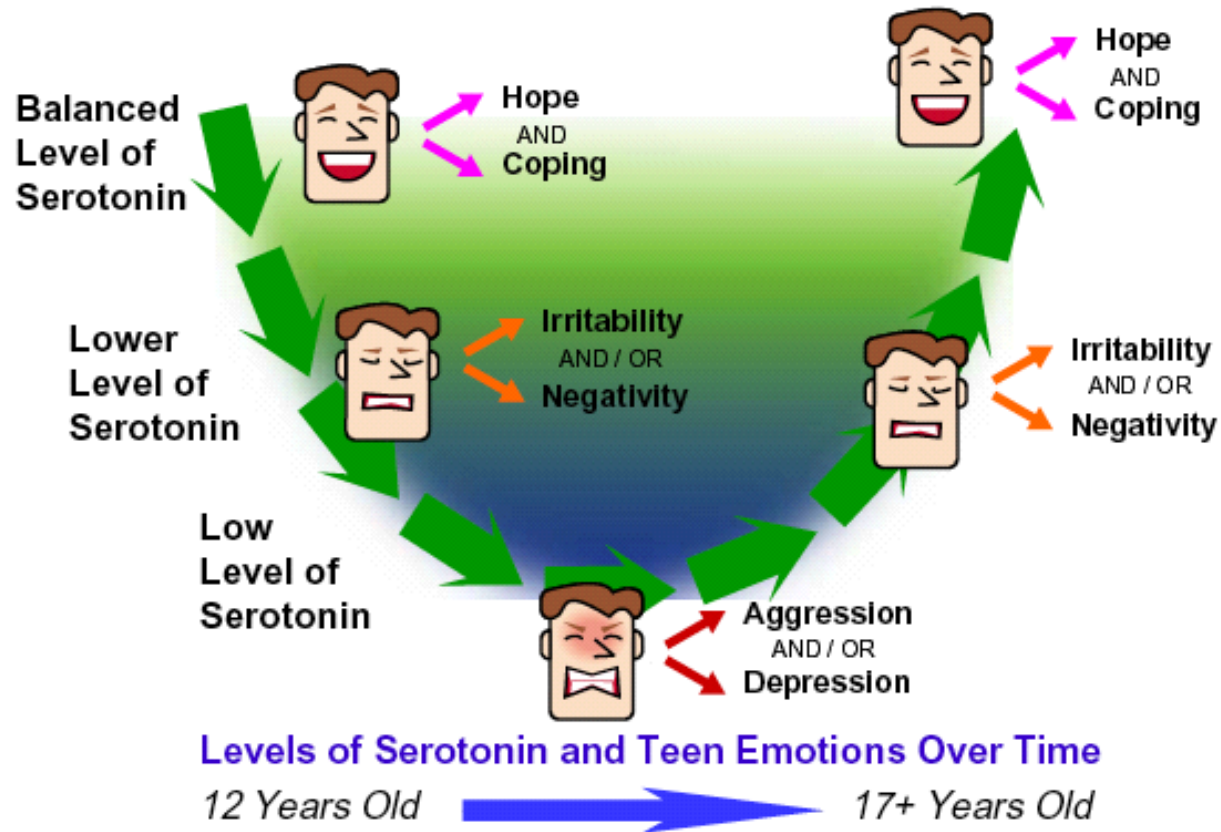 Balanced
Level of
Serotonin
Hope
AND
Coping
Hope
AND
Coping
Lower
Level of
Serotonin
Irritability
AND / OR
Negativity
Irritability
AND / OR
Negativity
Low
Level of
Serotonin
Aggression
AND / OR
Depression
Levels of Serotonin and Teen Emotions Over Time
12 Years Old
17+ Years Old